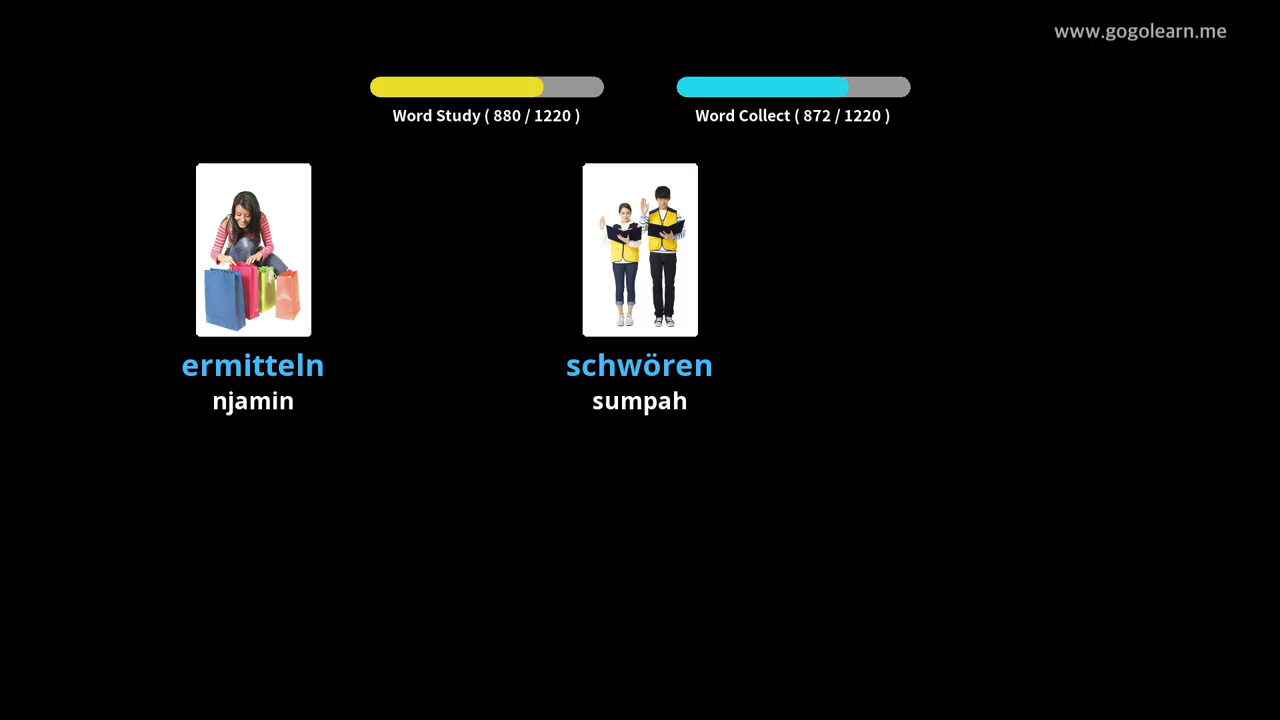 www.gogolearn.me
Word Study ( 880 / 1220 )
Word Collect ( 872 / 1220 )
ermitteln
njamin
schwören
sumpah